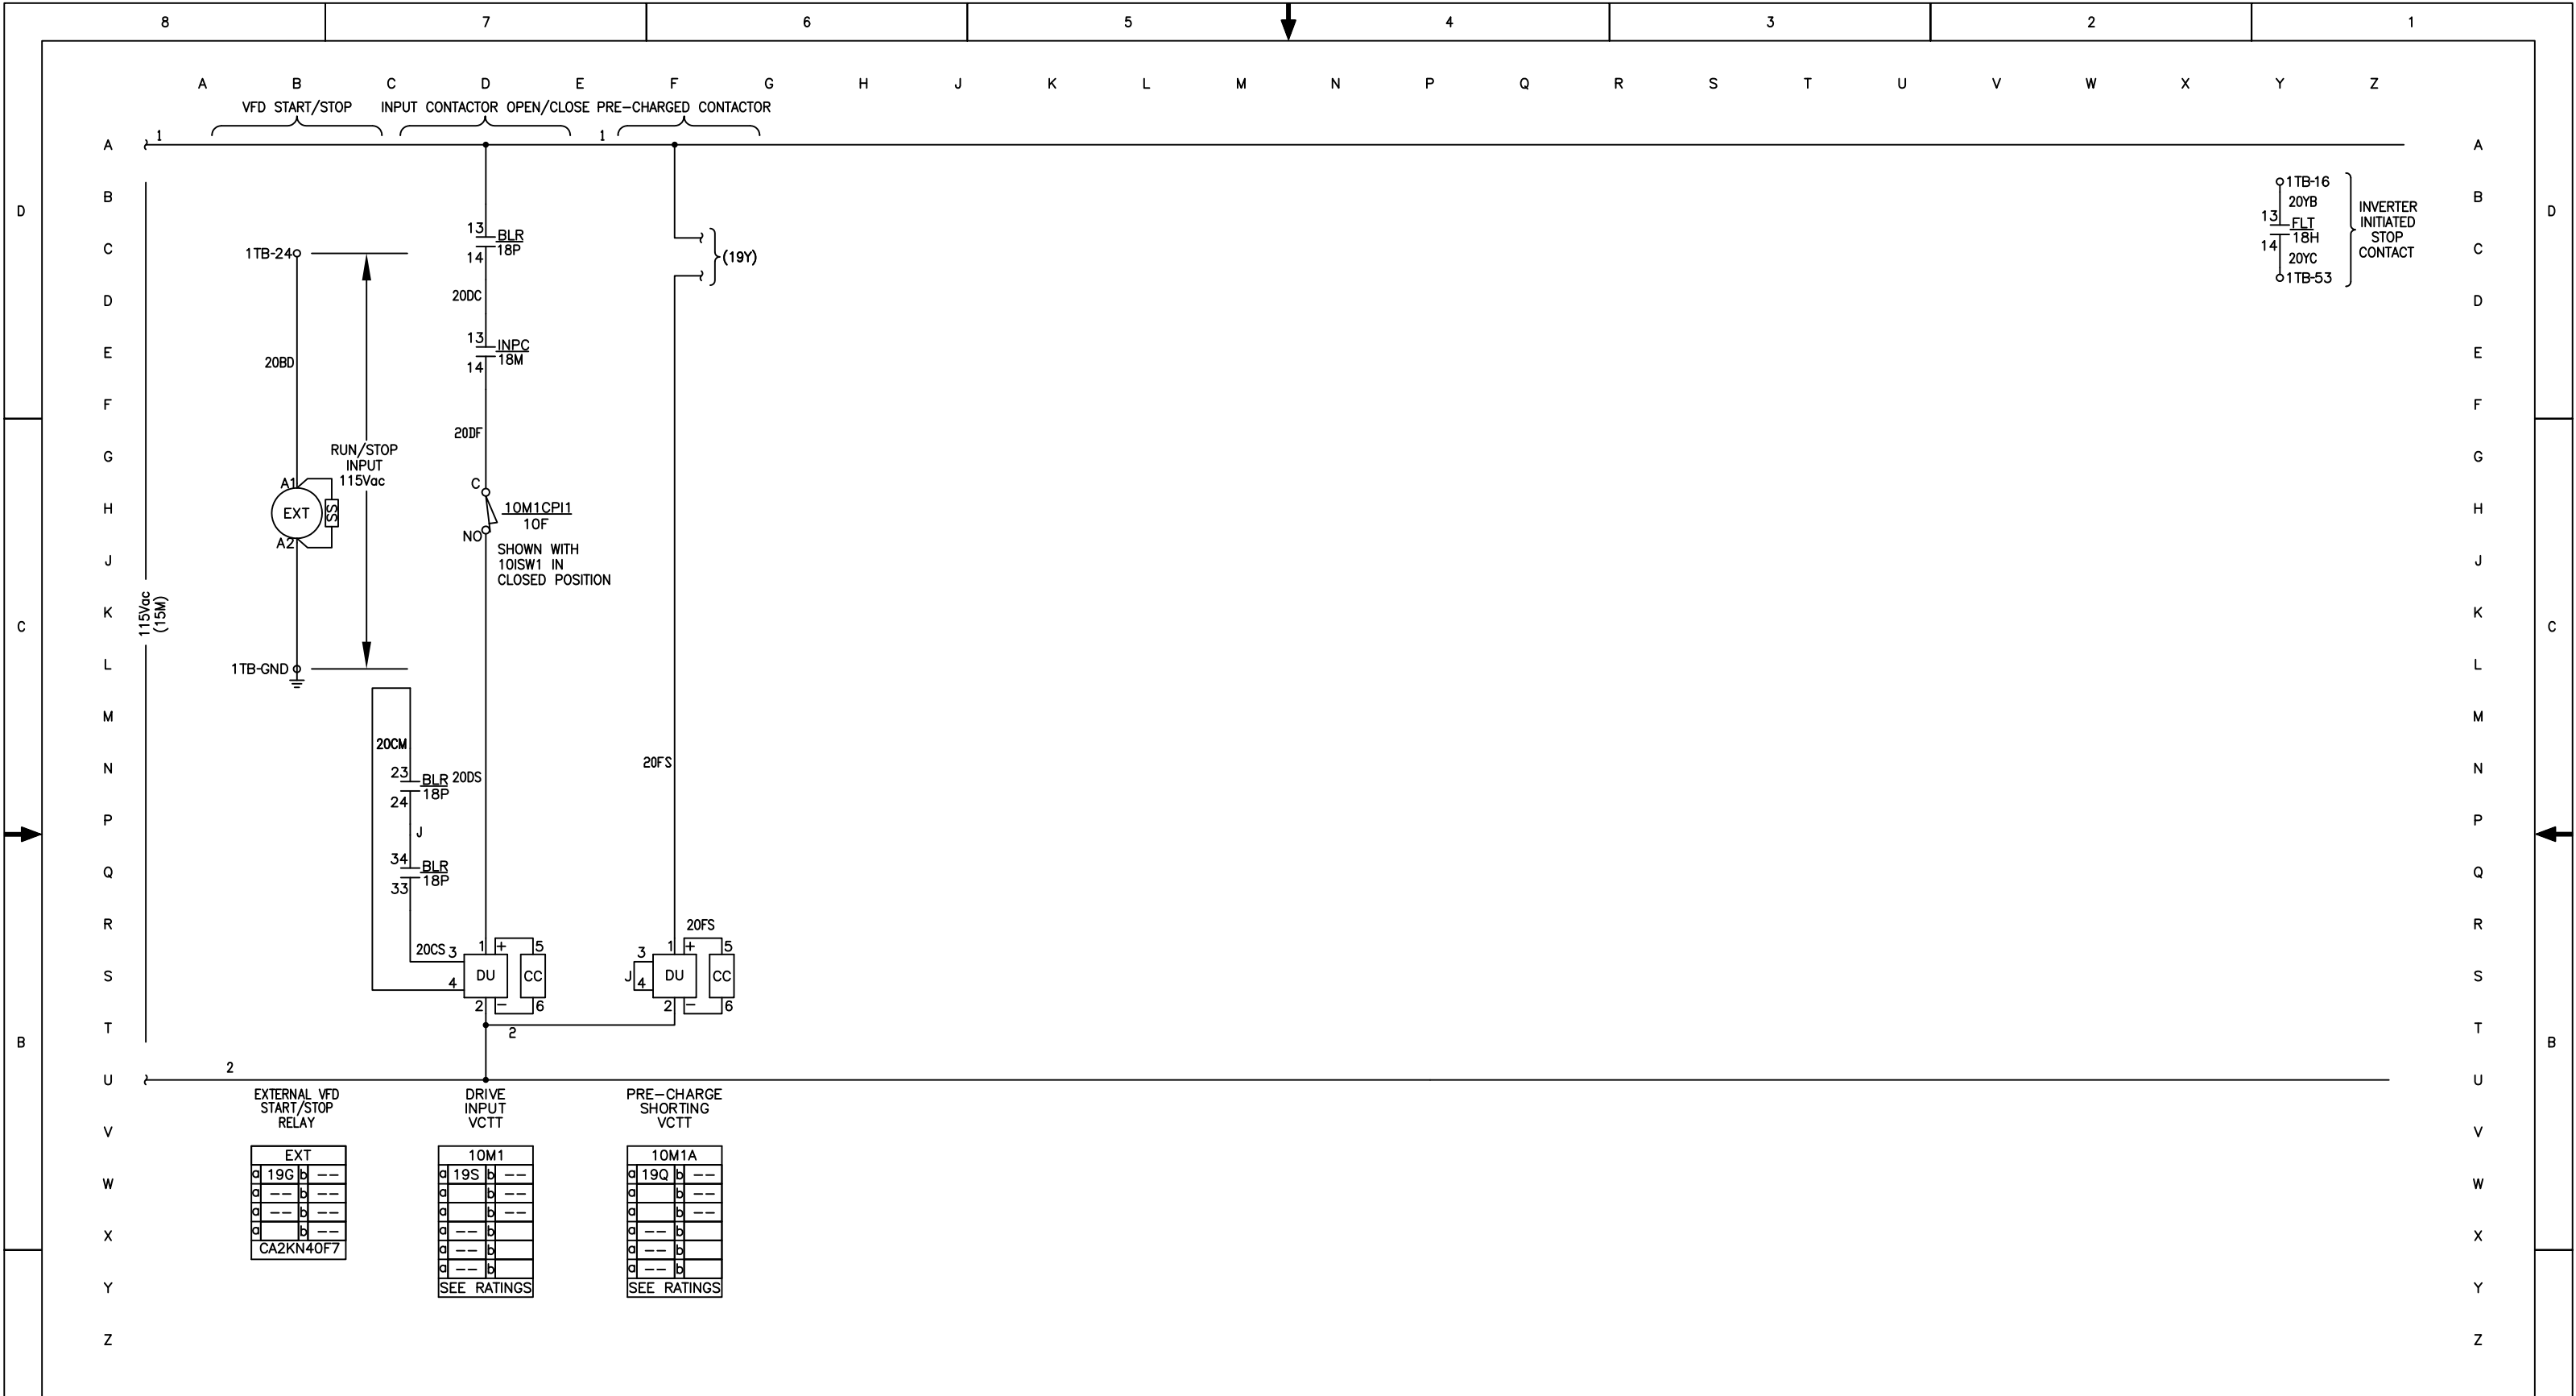 8 7 6 5 4 3 2 1
A B C D E F G H J K L M N P Q R S T U V W X Y Z
VFD START/STOP
INPUT CONTACTOR OPEN/CLOSE
PRE-CHARGED CONTACTOR
1
1
A
B
C
D
E
F
G
H
J
K
L
M
N
P
Q
R
S
T
U
V
W
X
Y
Z
D
C
B
115Vac
(15M)
1TB-24
20BD
A1
EXT
SS
A2
1TB-GND
RUN/STOP
INPUT
115Vac
13
BLR
18P
14
20DC
13
INPC
18M
14
20DF
C
10M1CPI1
10F
NO
SHOWN WITH
10ISW1 IN
CLOSED POSITION
20CM
23
BLR
18P
24
J
34
BLR
18P
33
20CS
20DS
3
4
1
DU
2
+
-
5
CC
6
2
(19Y)
20FS
20FS
3
J
4
1
DU
2
+
-
5
CC
6
2
1TB-16
20YB
13
FLT
18H
14
20YC
1TB-53
INVERTER
INITIATED
STOP
CONTACT
EXTERNAL VFD
START/STOP
RELAY
EXT
a 19G b --
a -- b --
a -- b --
a b --
CA2KN40F7
DRIVE
INPUT
VCTT
10M1
a 19S b --
a b --
a b --
a -- b
a -- b
a -- b
SEE RATINGS
PRE-CHARGE
SHORTING
VCTT
10M1A
a 19Q b --
a b --
a b --
a -- b
a -- b
a -- b
SEE RATINGS
A
B
C
D
E
F
G
H
J
K
L
M
N
P
Q
R
S
T
U
V
W
X
Y
Z
D
C
B